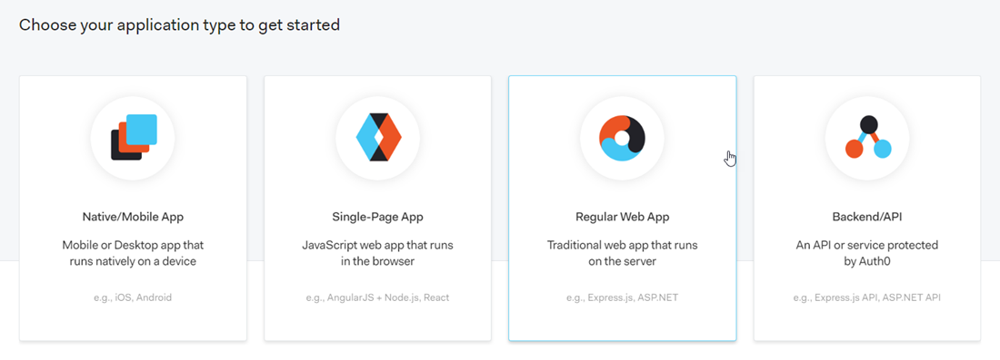 Choose your application type to get started
Native/Mobile App
Mobile or Desktop app that
runs natively on a device
e.g., iOS, Android
Single-Page App
JavaScript web app that runs
in the browser
e.g., AngularJS + Node.js, React
Regular Web App
Traditional web app that runs
on the server
e.g., Express.js, ASP.NET
Backend/API
An API or service protected
by Auth0
e.g., Express.js API, ASP.NET API